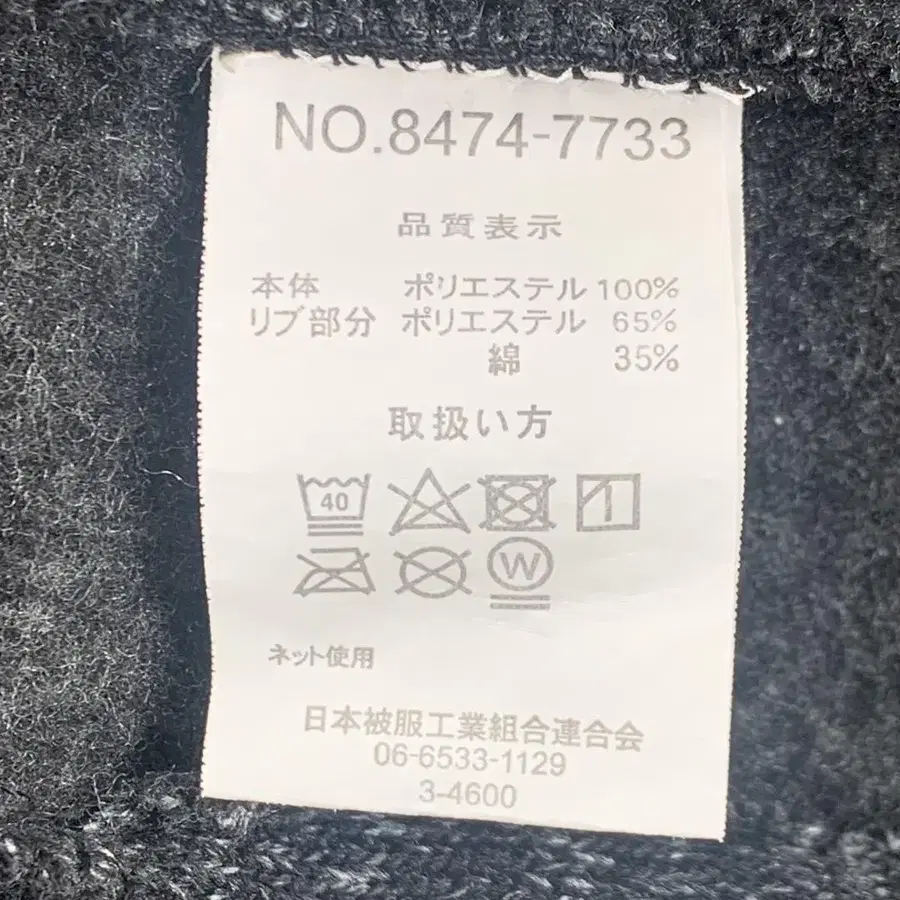 NO.8474-7733
品質表示
本体 ポリエステル 100%
リブ部分 ポリエステル 65%
綿 35%
取扱い方
40
W
ネット使用
日本被服工業組合連合会
06-6533-1129
3-4600